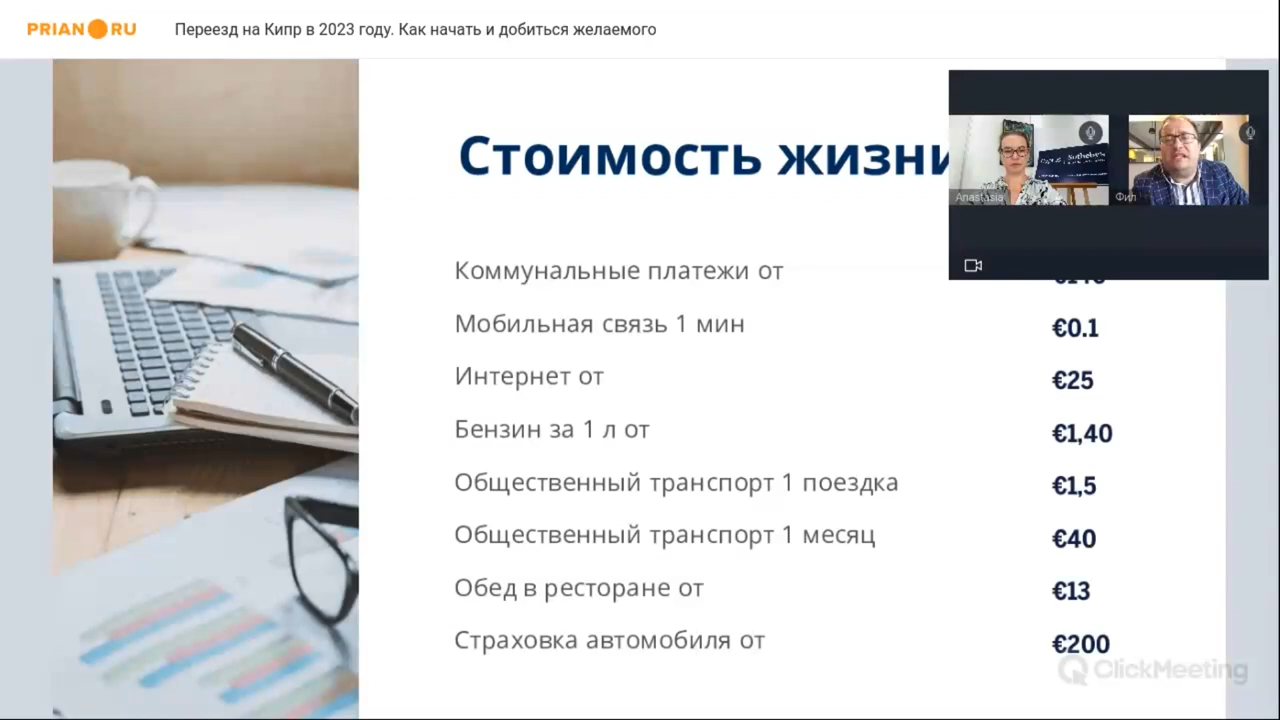 PRIAN RU
Переезд на Кипр в 2023 году. Как начать и добиться желаемого
Стоимость жизни
Anastasia
Фил
Коммунальные платежи от
Мобильная связь 1 мин €0.1
Интернет от €25
Бензин за 1 л от €1,40
Общественный транспорт 1 поездка €1,5
Общественный транспорт 1 месяц €40
Обед в ресторане от €13
Страховка автомобиля от €200
ClickMeeting